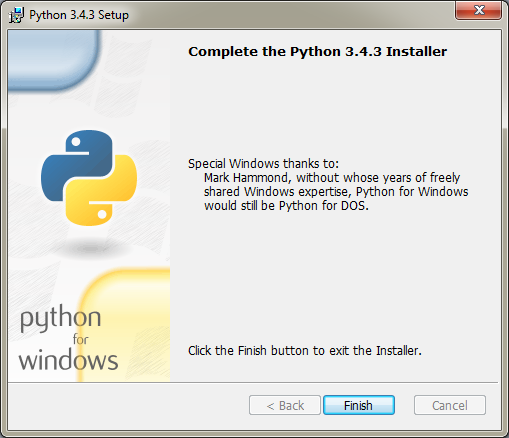 Python 3.4.3 Setup
Complete the Python 3.4.3 Installer
Special Windows thanks to:
Mark Hammond, without whose years of freely
shared Windows expertise, Python for Windows
would still be Python for DOS.
python
for
windows
Click the Finish button to exit the Installer.
< Back
Finish
Cancel